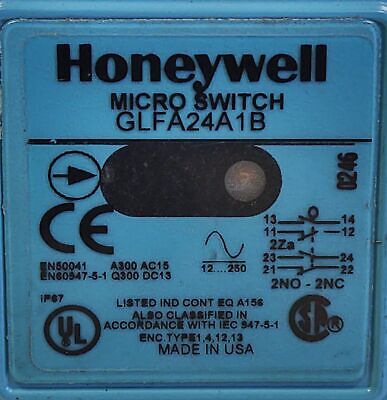 Honeywell
MICRO SWITCH
GLFA24A1B
0246
CE
13 14
11 12
2Za
23 24
21 22
2NO - 2NC
EN50041 A300 AC15
EN60947-5-1 Q300 DC13
12....250
IP67
LISTED IND CONT EQ A156
ALSO CLASSIFIED IN
ACCORDANCE WITH IEC 947-5-1
ENC.TYPE1,4,12,13
MADE IN USA
UL
SA